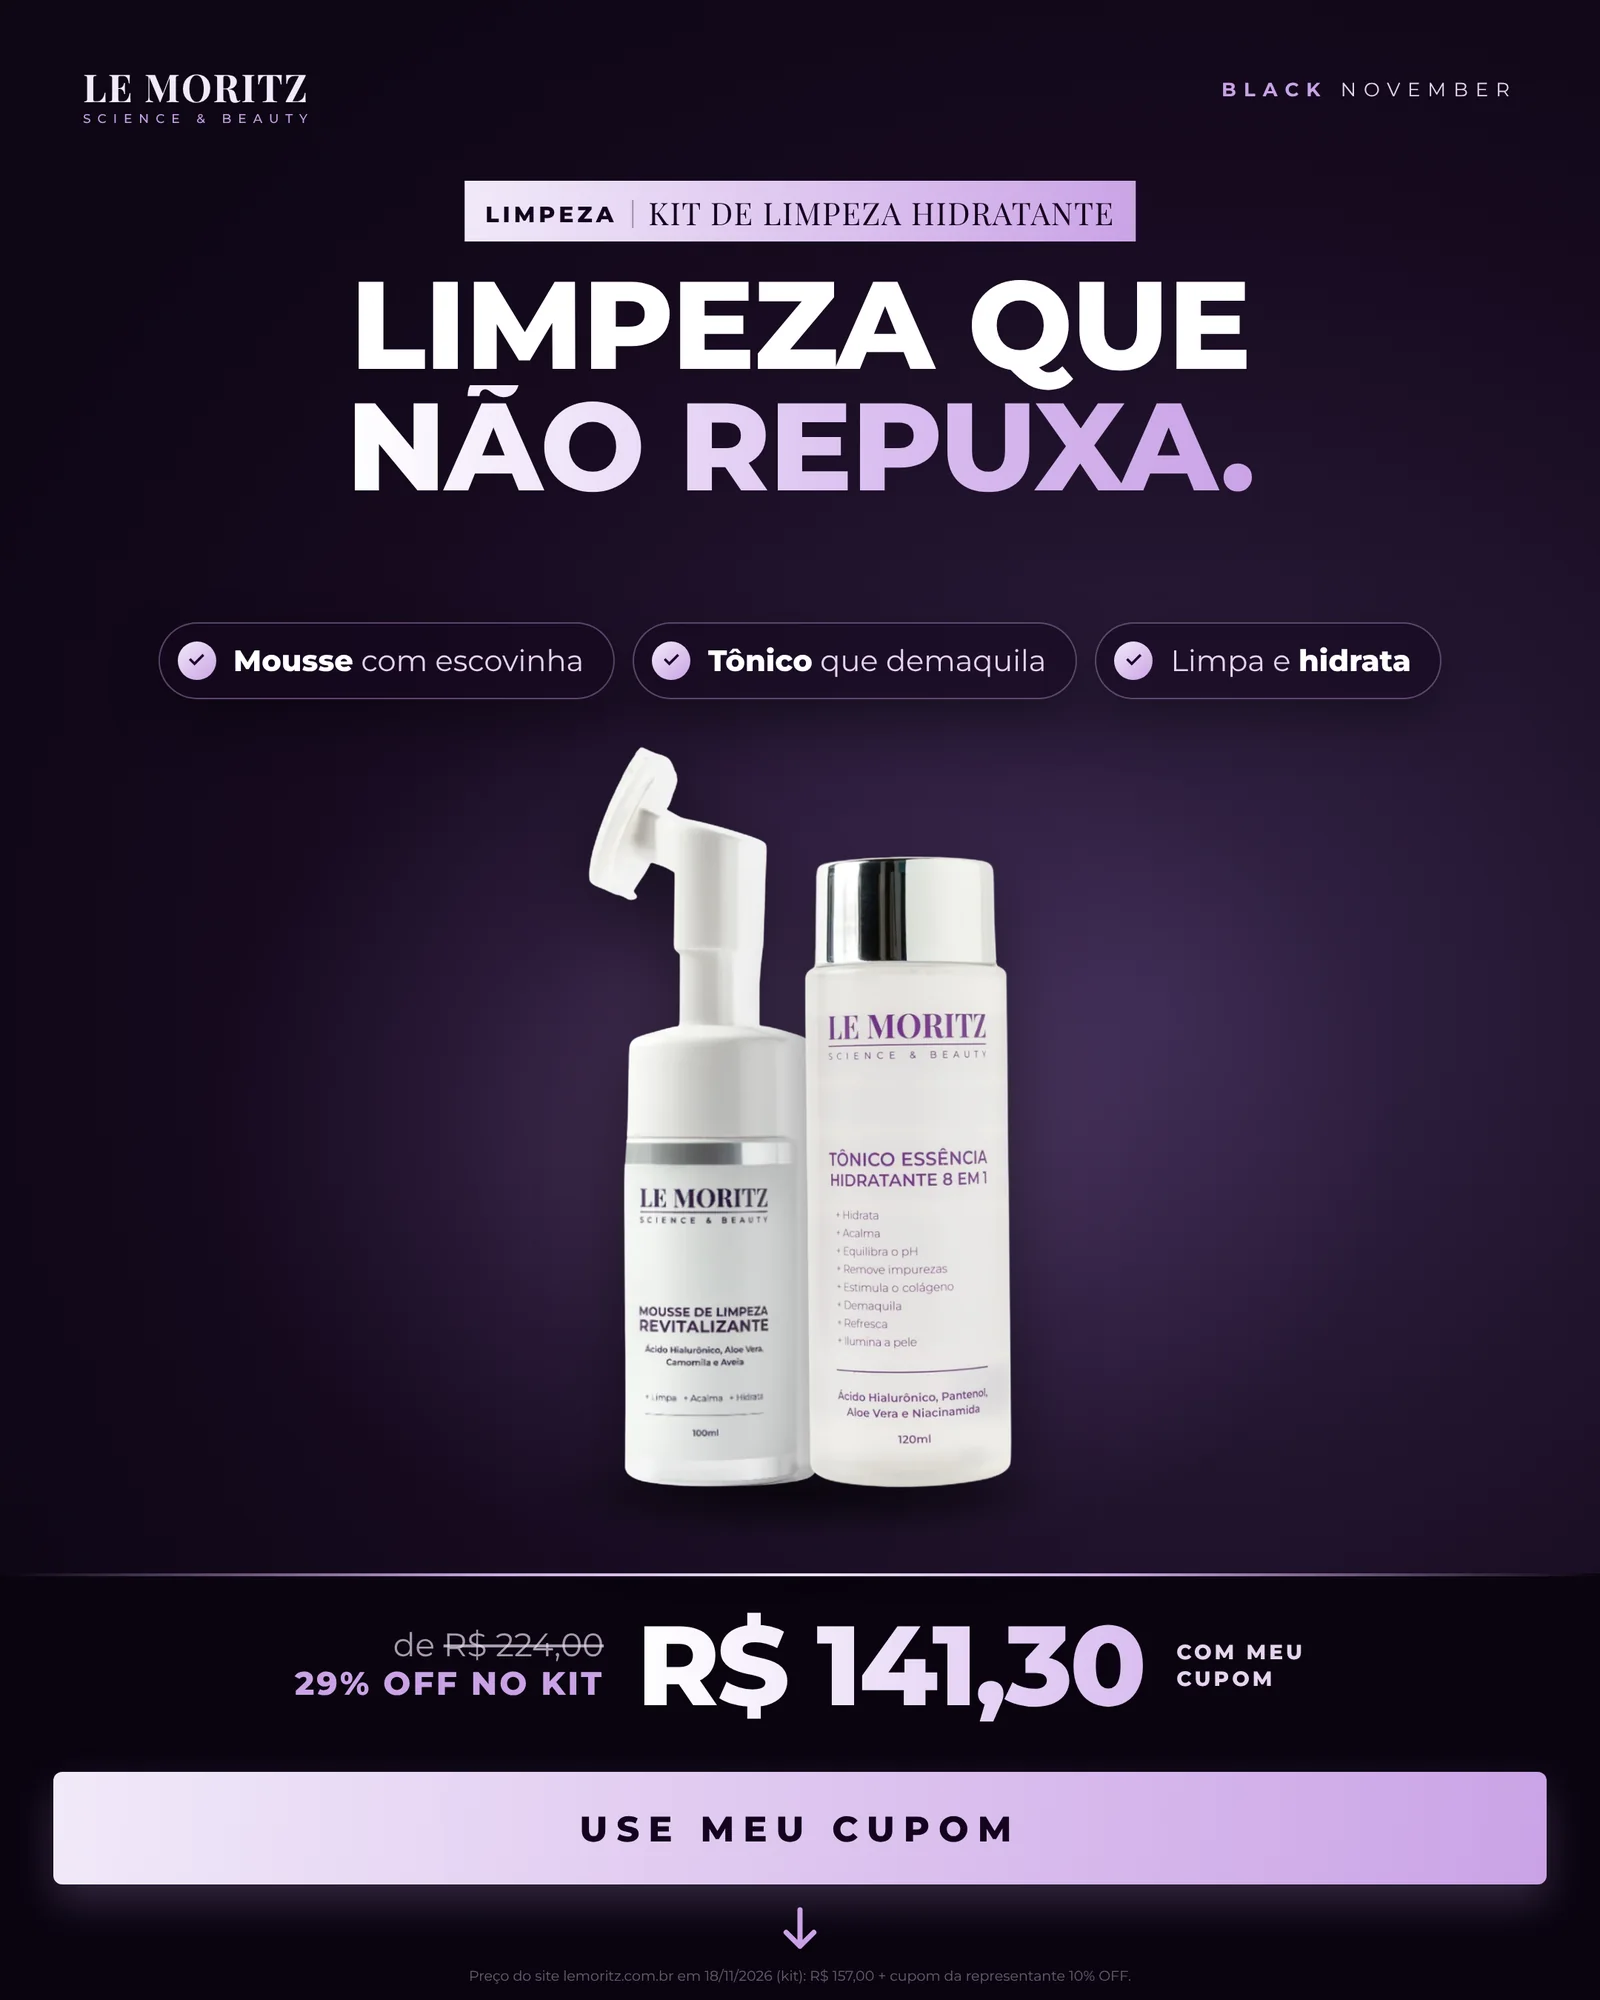 LE MORITZ
SCIENCE & BEAUTY
BLACK NOVEMBER
LIMPEZA | KIT DE LIMPEZA HIDRATANTE
LIMPEZA QUE
NÃO REPUXA.
Mousse com escovinha
Tônico que demaquila
Limpa e hidrata
LE MORITZ
SCIENCE & BEAUTY
MOUSSE DE LIMPEZA
REVITALIZANTE
Ácido Hialurônico, Aloe Vera,
Camomila e Aveia
+ Limpa + Acalma + Hidrata
100ml
LE MORITZ
SCIENCE & BEAUTY
TÔNICO ESSÊNCIA
HIDRATANTE 8 EM 1
+ Hidrata
+ Acalma
+ Equilibra o pH
+ Remove impurezas
+ Estimula o colágeno
+ Demaquila
+ Refresca
+ Ilumina a pele
Ácido Hialurônico, Pantenol,
Aloe Vera e Niacinamida
120ml
de R$ 224,00
29% OFF NO KIT
R$ 141,30
COM MEU
CUPOM
USE MEU CUPOM
Preço do site lemoritz.com.br em 18/11/2026 (kit): R$ 157,00 + cupom da representante 10% OFF.